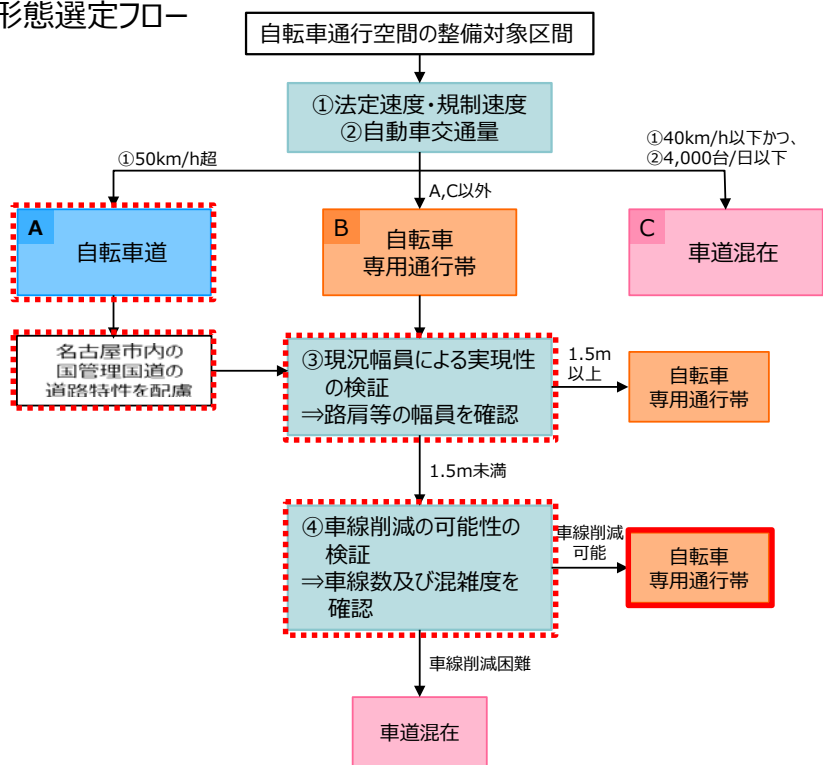 形態選定フロー
自転車通行空間の整備対象区間
①法定速度・規制速度
②自動車交通量
①50km/h超
A,C以外
①40km/h以下かつ、
②4,000台/日以下
A
自転車道
B
自転車
専用通行帯
C
車道混在
名古屋市内の
国管理国道の
道路特性を配慮
③現況幅員による実現性
の検証
⇒路肩等の幅員を確認
1.5m
以上
自転車
専用通行帯
1.5m未満
④車線削減の可能性の
検証
⇒車線数及び混雑度を
確認
車線削減
可能
自転車
専用通行帯
車線削減困難
車道混在